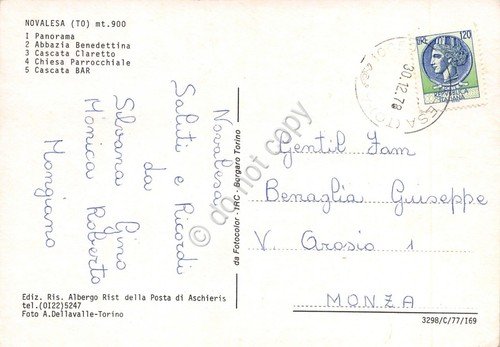 NOVALESA (TO) mt.900
1 Panorama
2 Abbazia Benedettina
3 Cascata Claretto
4 Chiesa Parrocchiale
5 Cascata BAR
Novalesa
Saluti e Ricordi
da
Silvana Gino
Monica Roberto
Mongiano
Ediz. Ris. Albergo Rist della Posta di Aschieris
tel.(0122)5247
Foto A.Dellavalle-Torino
da Fotocolor IRC - Borgaro Torino
LIRE 120
30.12.78
Gentil Fam
Benaglia Giuseppe
V. Orosio 1
MONZA
3298/C/77/169
do not copy